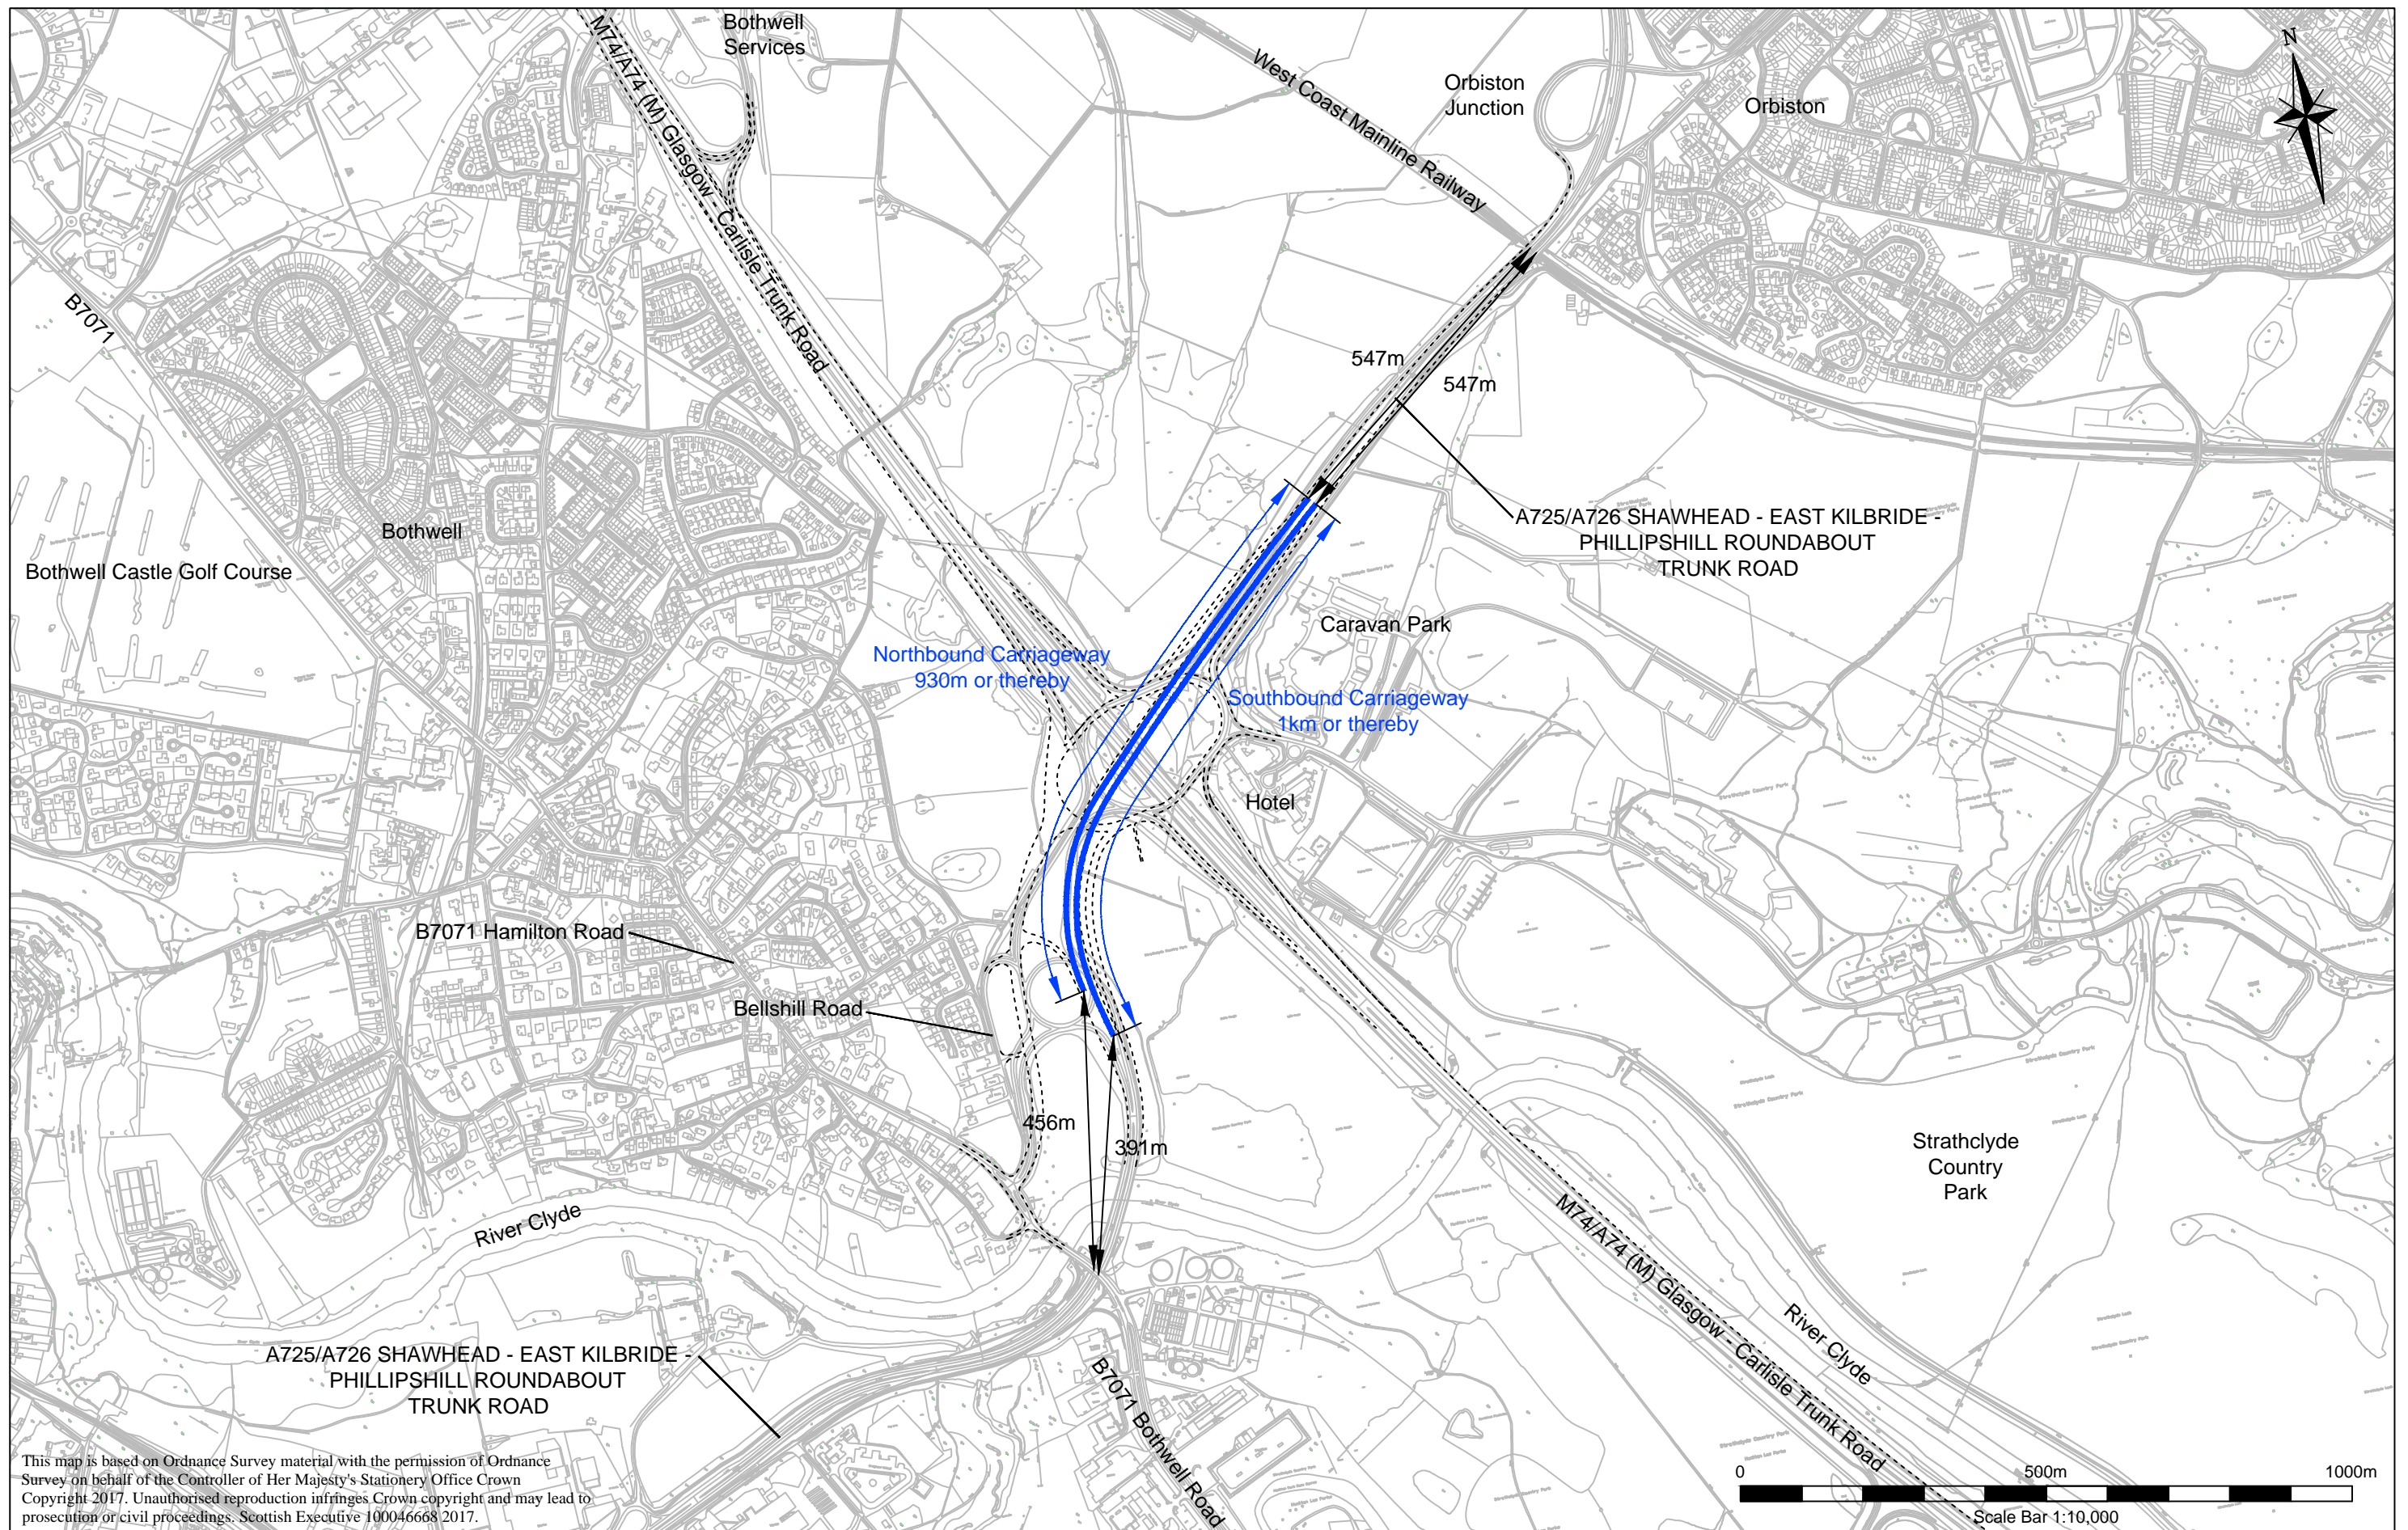 Bothwell
Services
M74/A74 (M) Glasgow - Carlisle Trunk Road
West Coast Mainline Railway
Orbiston
Junction
Orbiston
N
B7071
547m
547m
A725/A726 SHAWHEAD - EAST KILBRIDE -
PHILLIPSHILL ROUNDABOUT
TRUNK ROAD
Bothwell
Bothwell Castle Golf Course
Caravan Park
Northbound Carriageway
930m or thereby
Southbound Carriageway
1km or thereby
Hotel
B7071 Hamilton Road
Bellshill Road
456m
391m
Strathclyde
Country
Park
River Clyde
M74/A74 (M) Glasgow - Carlisle Trunk Road
River Clyde
A725/A726 SHAWHEAD - EAST KILBRIDE -
PHILLIPSHILL ROUNDABOUT
TRUNK ROAD
B7071 Bothwell Road
This map is based on Ordnance Survey material with the permission of Ordnance
Survey on behalf of the Controller of Her Majesty's Stationery Office Crown
Copyright 2017. Unauthorised reproduction infringes Crown copyright and may lead to
prosecution or civil proceedings. Scottish Executive 100046668 2017.
0
500m
1000m
Scale Bar 1:10,000